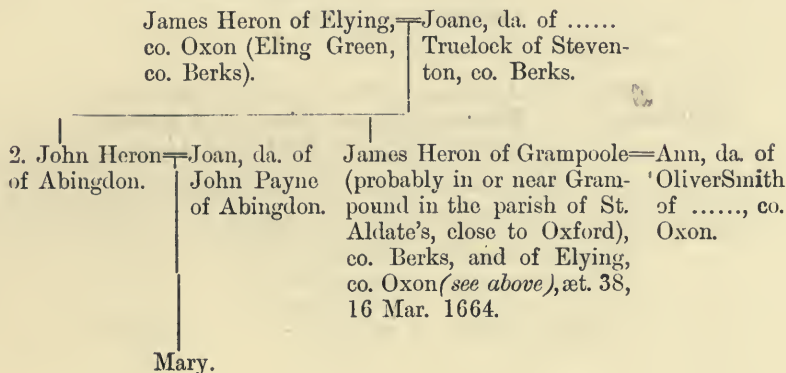 James Heron of Elying,
co. Oxon (Eling Green,
co. Berks).
Joane, da. of ......
Truelock of Steven-
ton, co. Berks.
2. John Heron
of Abingdon.
Joan, da. of
John Payne
of Abingdon.
James Heron of Grampoole
(probably in or near Gram-
pound in the parish of St.
Aldate's, close to Oxford),
co. Berks, and of Elying,
co. Oxon (see above), æt. 38,
16 Mar. 1664.
Ann, da. of
OliverSmith
of ......, co.
Oxon.
Mary.